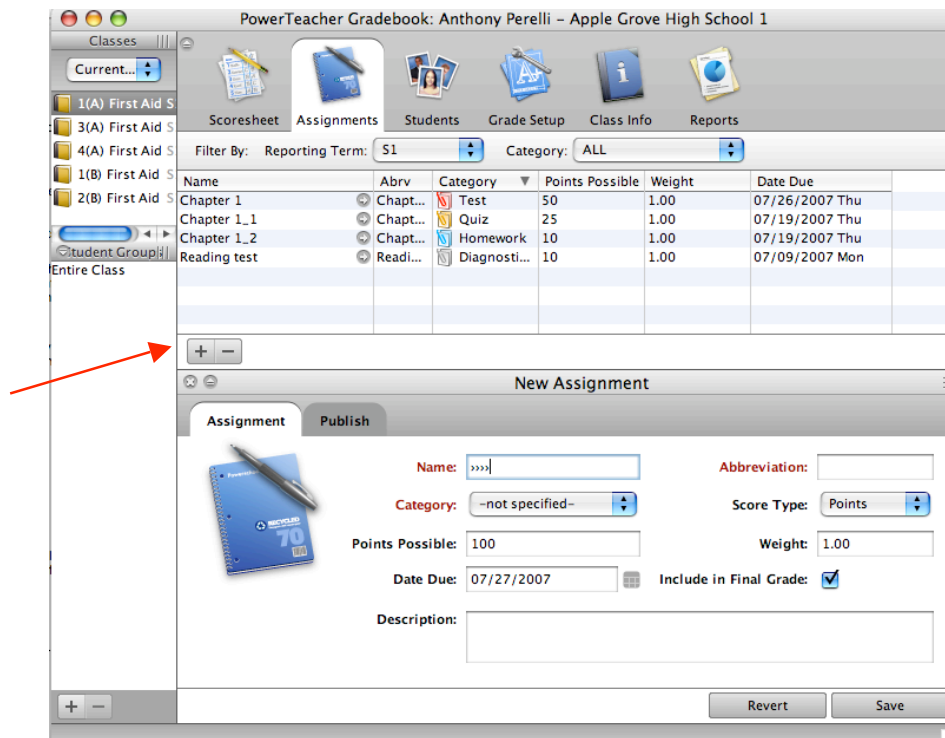 PowerTeacher Gradebook: Anthony Perelli – Apple Grove High School 1
Classes
Current...
1(A) First Aid S
3(A) First Aid S
4(A) First Aid S
1(B) First Aid S
2(B) First Aid S
Student Group
Entire Class
Scoresheet Assignments Students Grade Setup Class Info Reports
Filter By: Reporting Term: S1 Category: ALL
Name Abrv Category Points Possible Weight Date Due
Chapter 1 Chapt... Test 50 1.00 07/26/2007 Thu
Chapter 1_1 Chapt... Quiz 25 1.00 07/19/2007 Thu
Chapter 1_2 Chapt... Homework 10 1.00 07/19/2007 Thu
Reading test Readi... Diagnosti... 10 1.00 07/09/2007 Mon
+ −
New Assignment
Assignment Publish
RECYCLED
70
Name: ››››
Abbreviation:
Category: –not specified–
Score Type: Points
Points Possible: 100
Weight: 1.00
Date Due: 07/27/2007
Include in Final Grade:
Description:
+ −
Revert Save